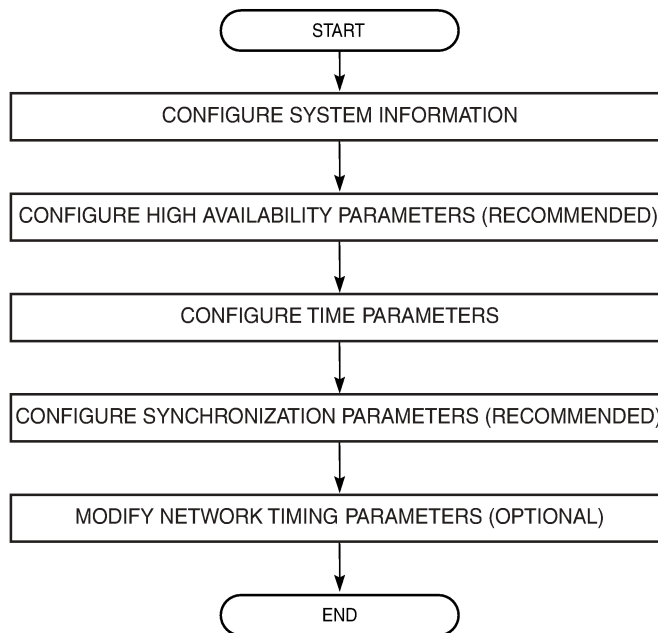 START
CONFIGURE SYSTEM INFORMATION
CONFIGURE HIGH AVAILABILITY PARAMETERS (RECOMMENDED)
CONFIGURE TIME PARAMETERS
CONFIGURE SYNCHRONIZATION PARAMETERS (RECOMMENDED)
MODIFY NETWORK TIMING PARAMETERS (OPTIONAL)
END